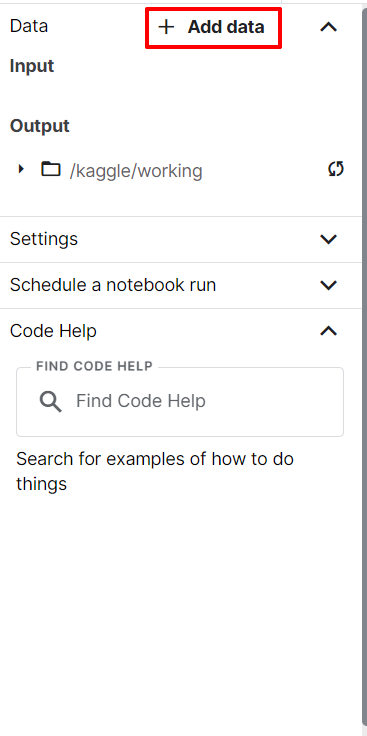 Data
+ Add data
Input
Output
/kaggle/working
Settings
Schedule a notebook run
Code Help
FIND CODE HELP
Find Code Help
Search for examples of how to do
things